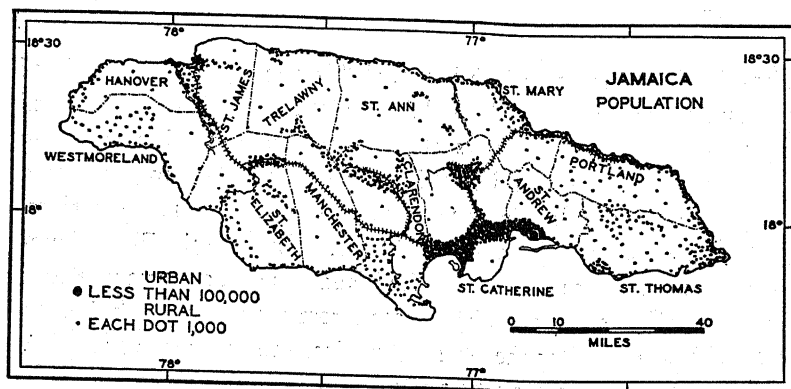 78° 77°
18°30 18°30
JAMAICA
POPULATION
HANOVER
ST. JAMES
TRELAWNY
ST. ANN
ST. MARY
WESTMORELAND
ST. ELIZABETH
MANCHESTER
CLARENDON
ST. ANDREW
PORTLAND
18° 18°
URBAN
● LESS THAN 100,000
RURAL
• EACH DOT 1,000
ST. CATHERINE
ST. THOMAS
0 10 40
MILES
78° 77°